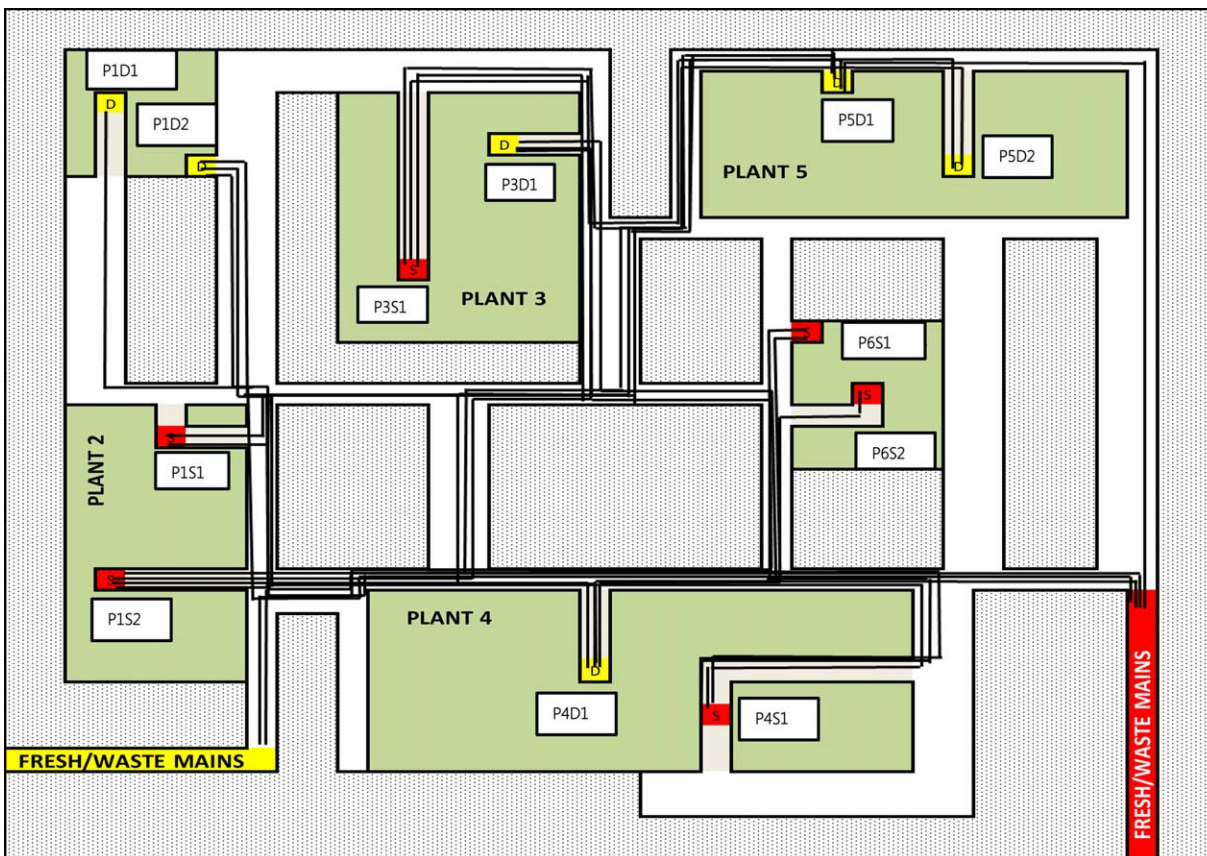 P1D1
D
P1D2
D
P3D1
D
P3S1
S
PLANT 3
PLANT 5
D
P5D1
D
P5D2
PLANT 2
S
P1S1
S
P1S2
S
P6S1
S
P6S2
PLANT 4
D
P4D1
S
P4S1
FRESH/WASTE MAINS
FRESH/WASTE MAINS